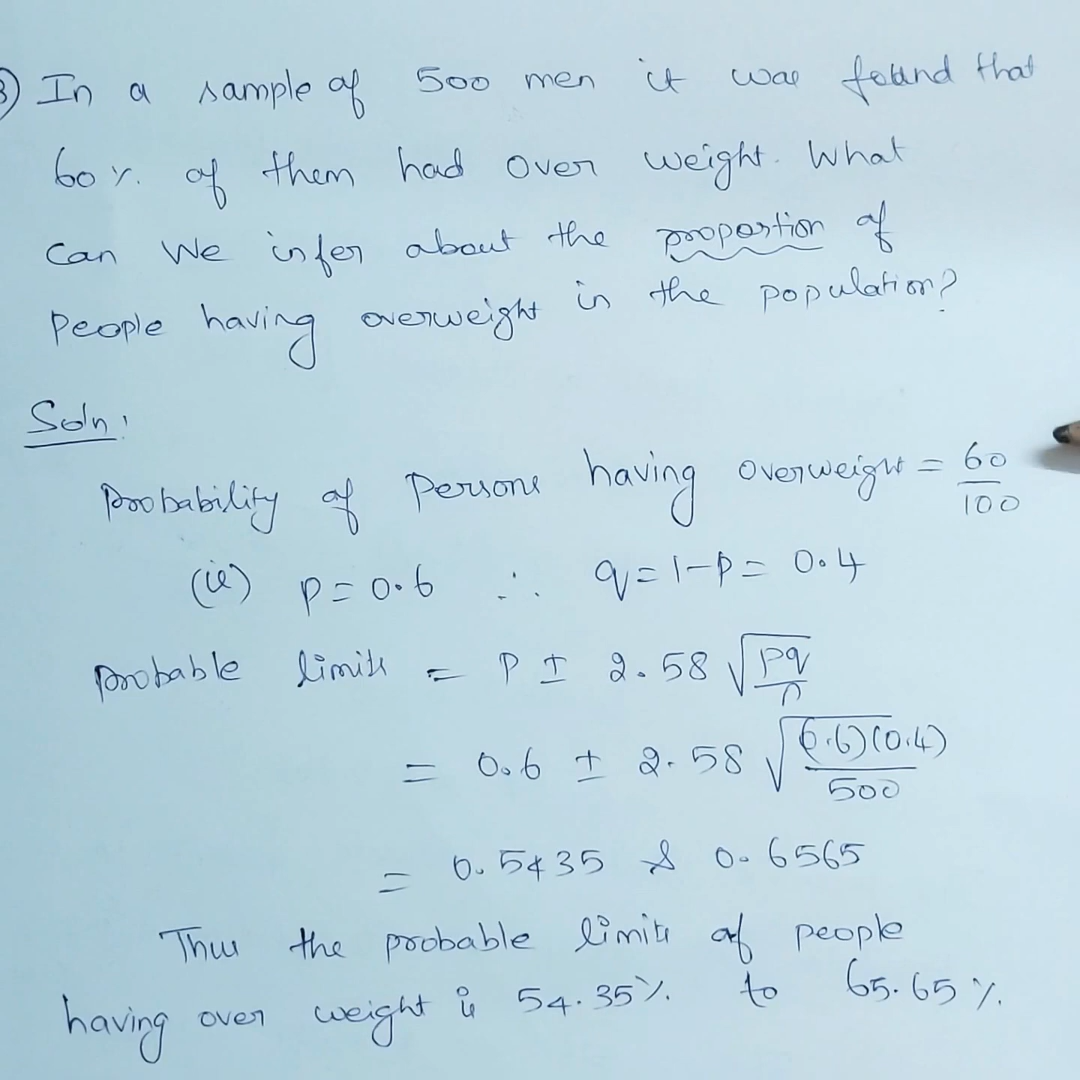 3) In a sample of 500 men it was found that
60%. of them had over weight. What
can We infer about the proportion of
people having overweight in the population?
Soln:
Probability of Persons having overweight = 60/100
(ie) p = 0.6 ∴ q = 1-p = 0.4
Probable limits = P ± 2.58 √(pq/n)
= 0.6 ± 2.58 √((0.6)(0.4)/500)
= 0.5435 & 0.6565
Thus the probable limits of people
having over weight is 54.35%. to 65.65%.